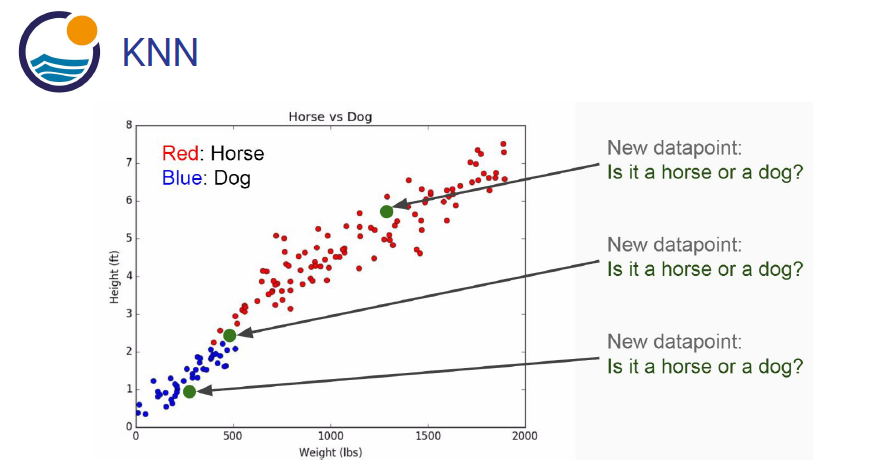 KNN
Horse vs Dog
Red: Horse
Blue: Dog
8
7
6
5
4
3
2
1
0
Height (ft)
0 500 1000 1500 2000
Weight (lbs)
New datapoint:
Is it a horse or a dog?
New datapoint:
Is it a horse or a dog?
New datapoint:
Is it a horse or a dog?